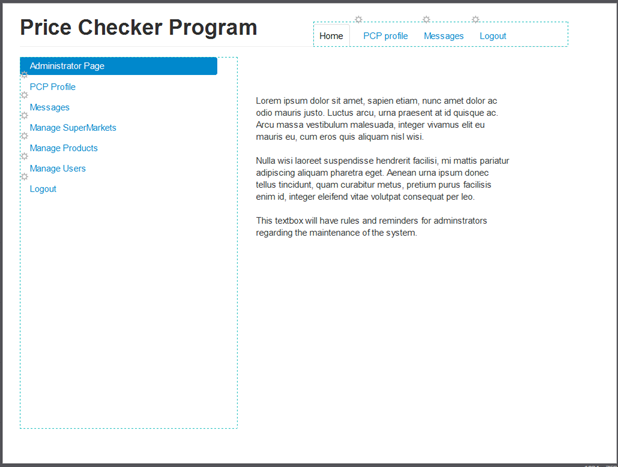 Price Checker Program
Home PCP profile Messages Logout
Administrator Page
PCP Profile
Messages
Manage SuperMarkets
Manage Products
Manage Users
Logout
Lorem ipsum dolor sit amet, sapien etiam, nunc amet dolor ac
odio mauris justo. Luctus arcu, urna praesent at id quisque ac.
Arcu massa vestibulum malesuada, integer vivamus elit eu
mauris eu, cum eros quis aliquam nisl wisi.
Nulla wisi laoreet suspendisse hendrerit facilisi, mi mattis pariatur
adipiscing aliquam pharetra eget. Aenean urna ipsum donec
tellus tincidunt, quam curabitur metus, pretium purus facilisis
enim id, integer eleifend vitae volutpat consequat per leo.
This textbox will have rules and reminders for adminstrators
regarding the maintenance of the system.